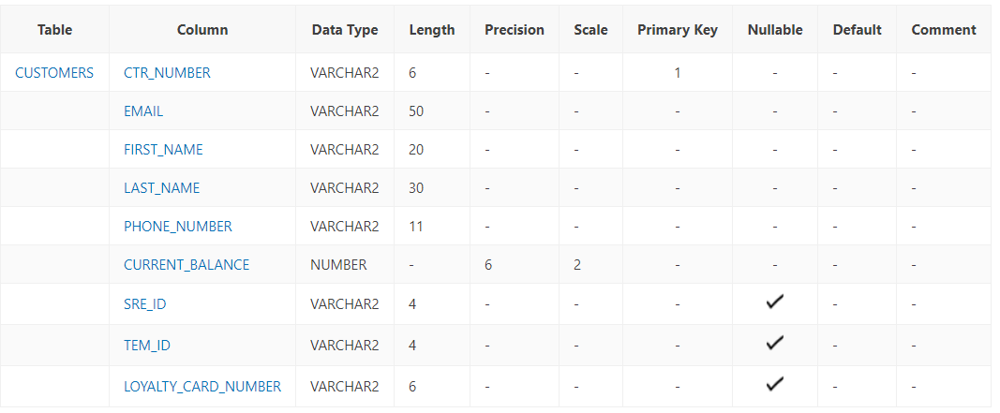 Table Column Data Type Length Precision Scale Primary Key Nullable Default Comment
CUSTOMERS CTR_NUMBER VARCHAR2 6 - - 1 - - -
EMAIL VARCHAR2 50 - - - - - -
FIRST_NAME VARCHAR2 20 - - - - - -
LAST_NAME VARCHAR2 30 - - - - - -
PHONE_NUMBER VARCHAR2 11 - - - - - -
CURRENT_BALANCE NUMBER - 6 2 - - - -
SRE_ID VARCHAR2 4 - - - ✓ - -
TEM_ID VARCHAR2 4 - - - ✓ - -
LOYALTY_CARD_NUMBER VARCHAR2 6 - - - ✓ - -